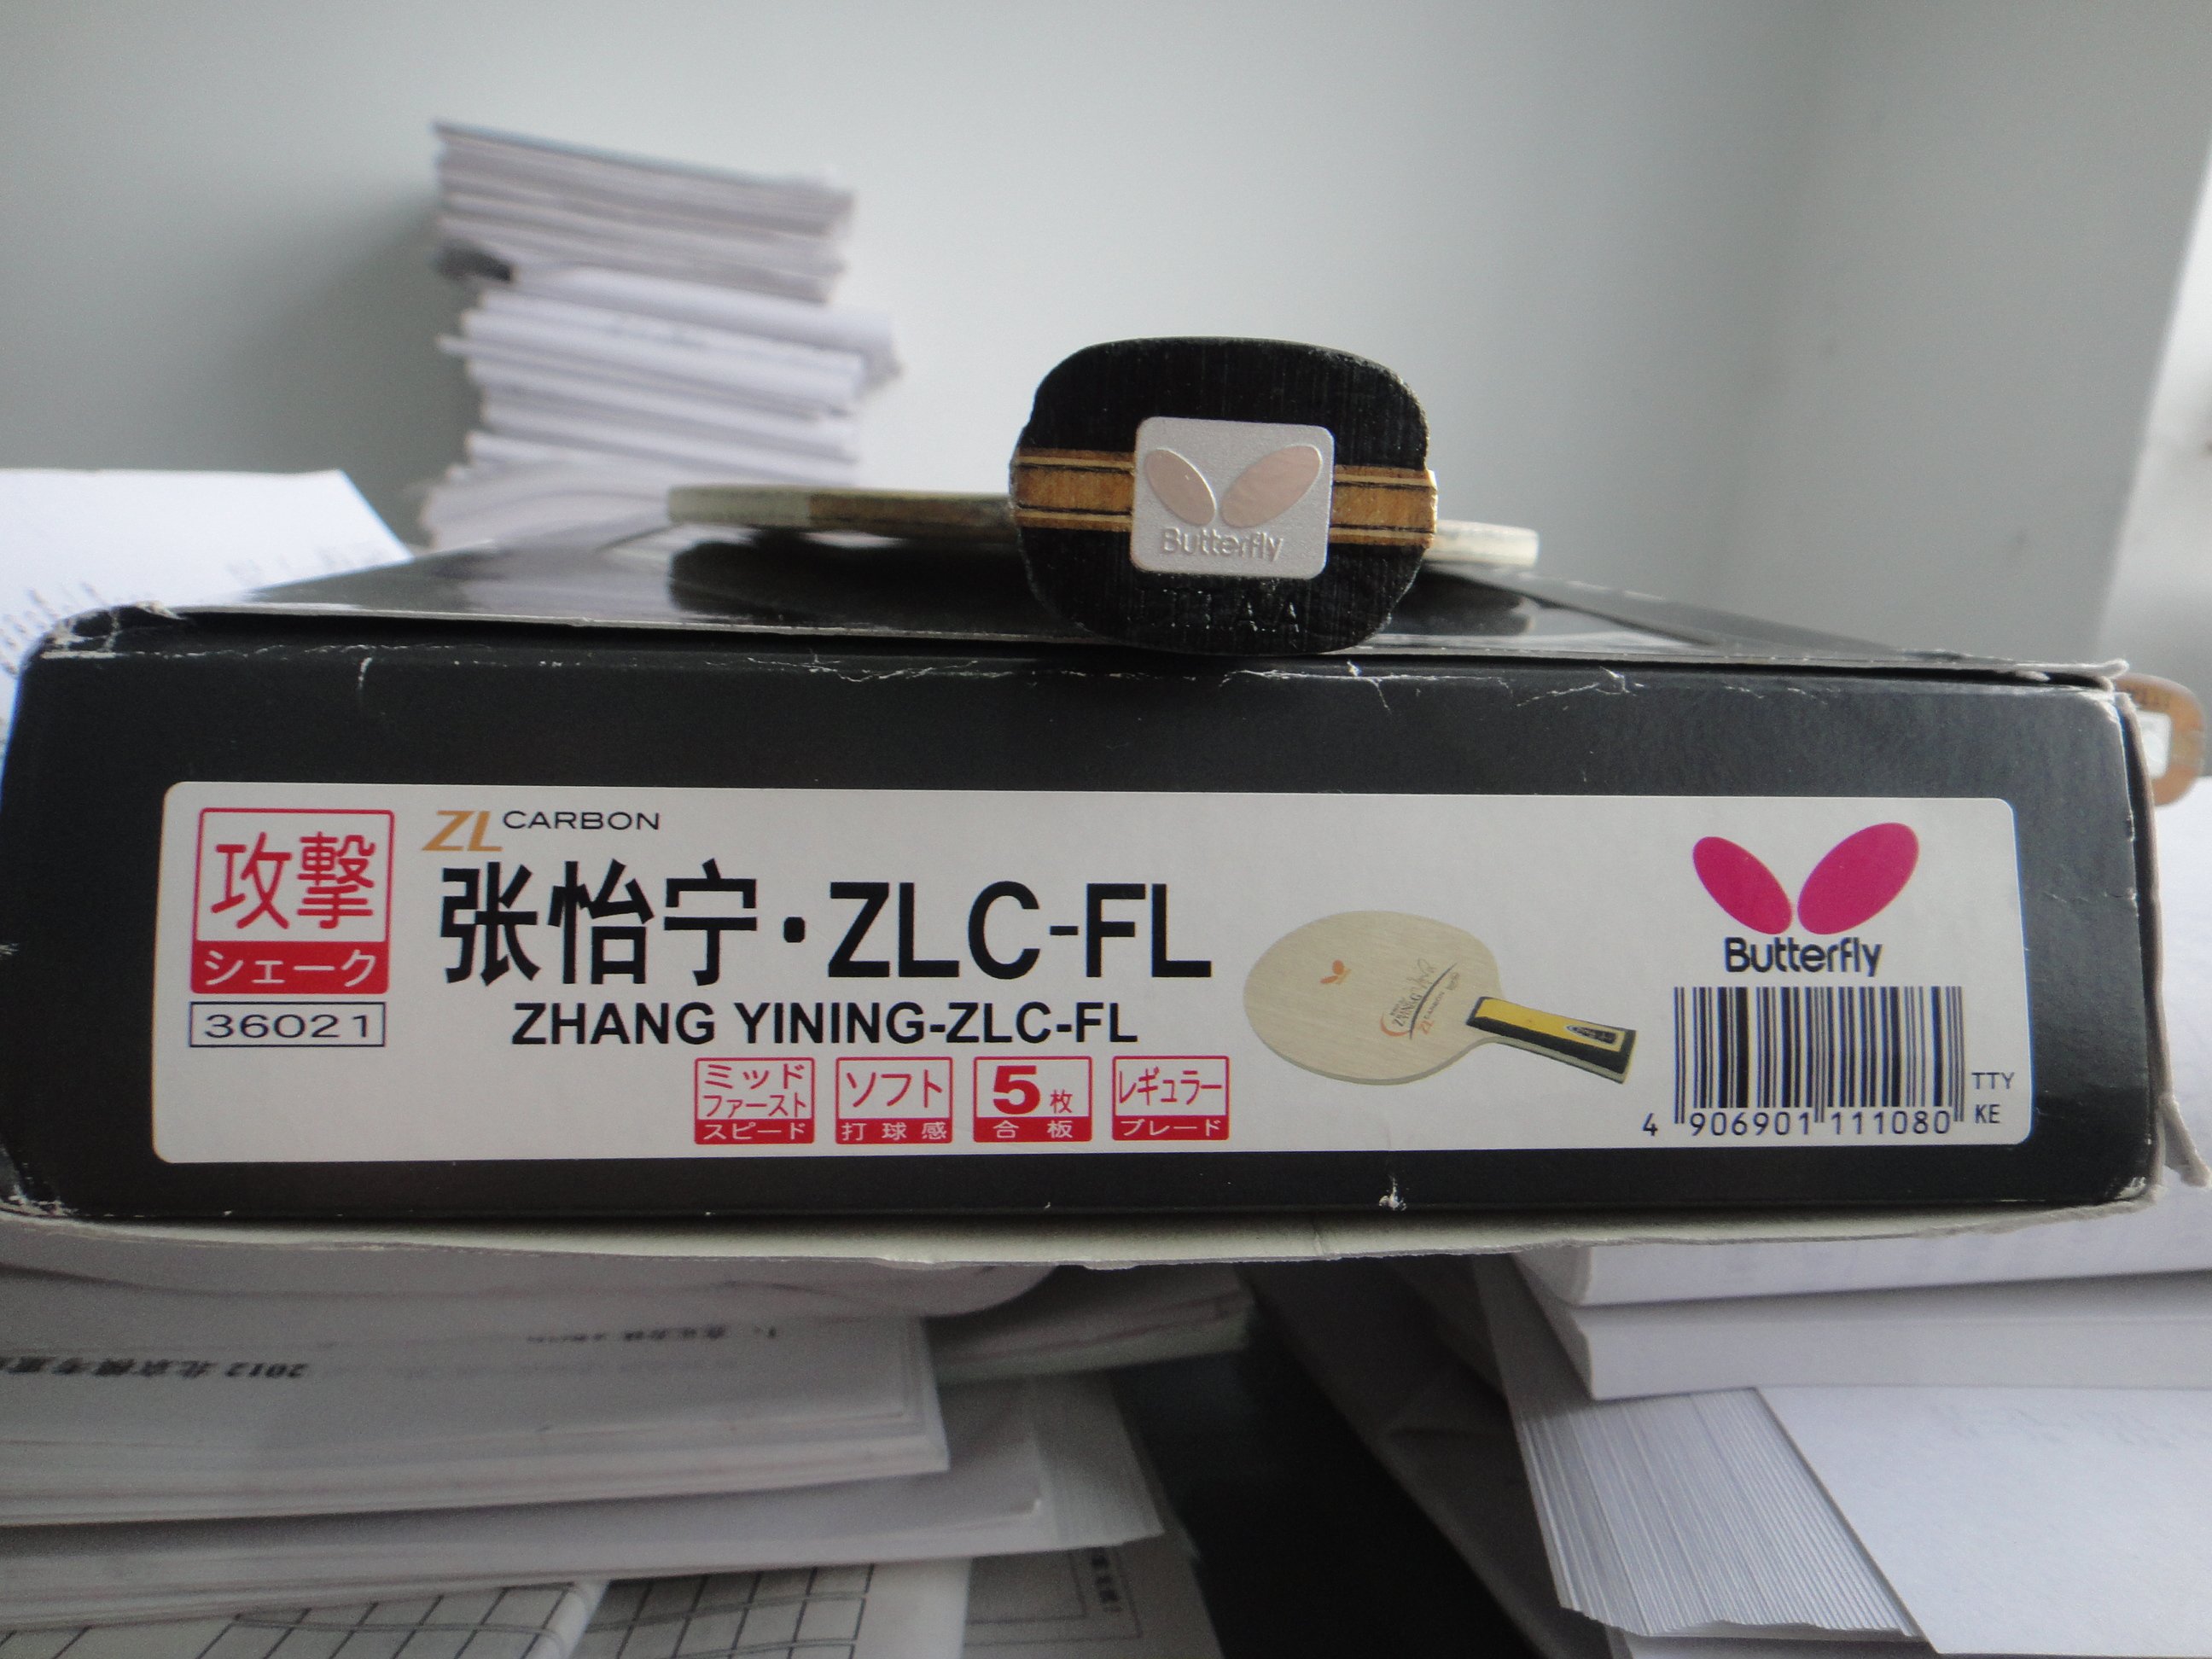 Butterfly
JTTAA
攻撃
シェーク
36021
ZL CARBON
张怡宁・ZLC-FL
ZHANG YINING-ZLC-FL
ミッド
ファースト
スピード
ソフト
打球感
5枚
合板
レギュラー
ブレード
Butterfly
4 906901 111080
TTY
KE